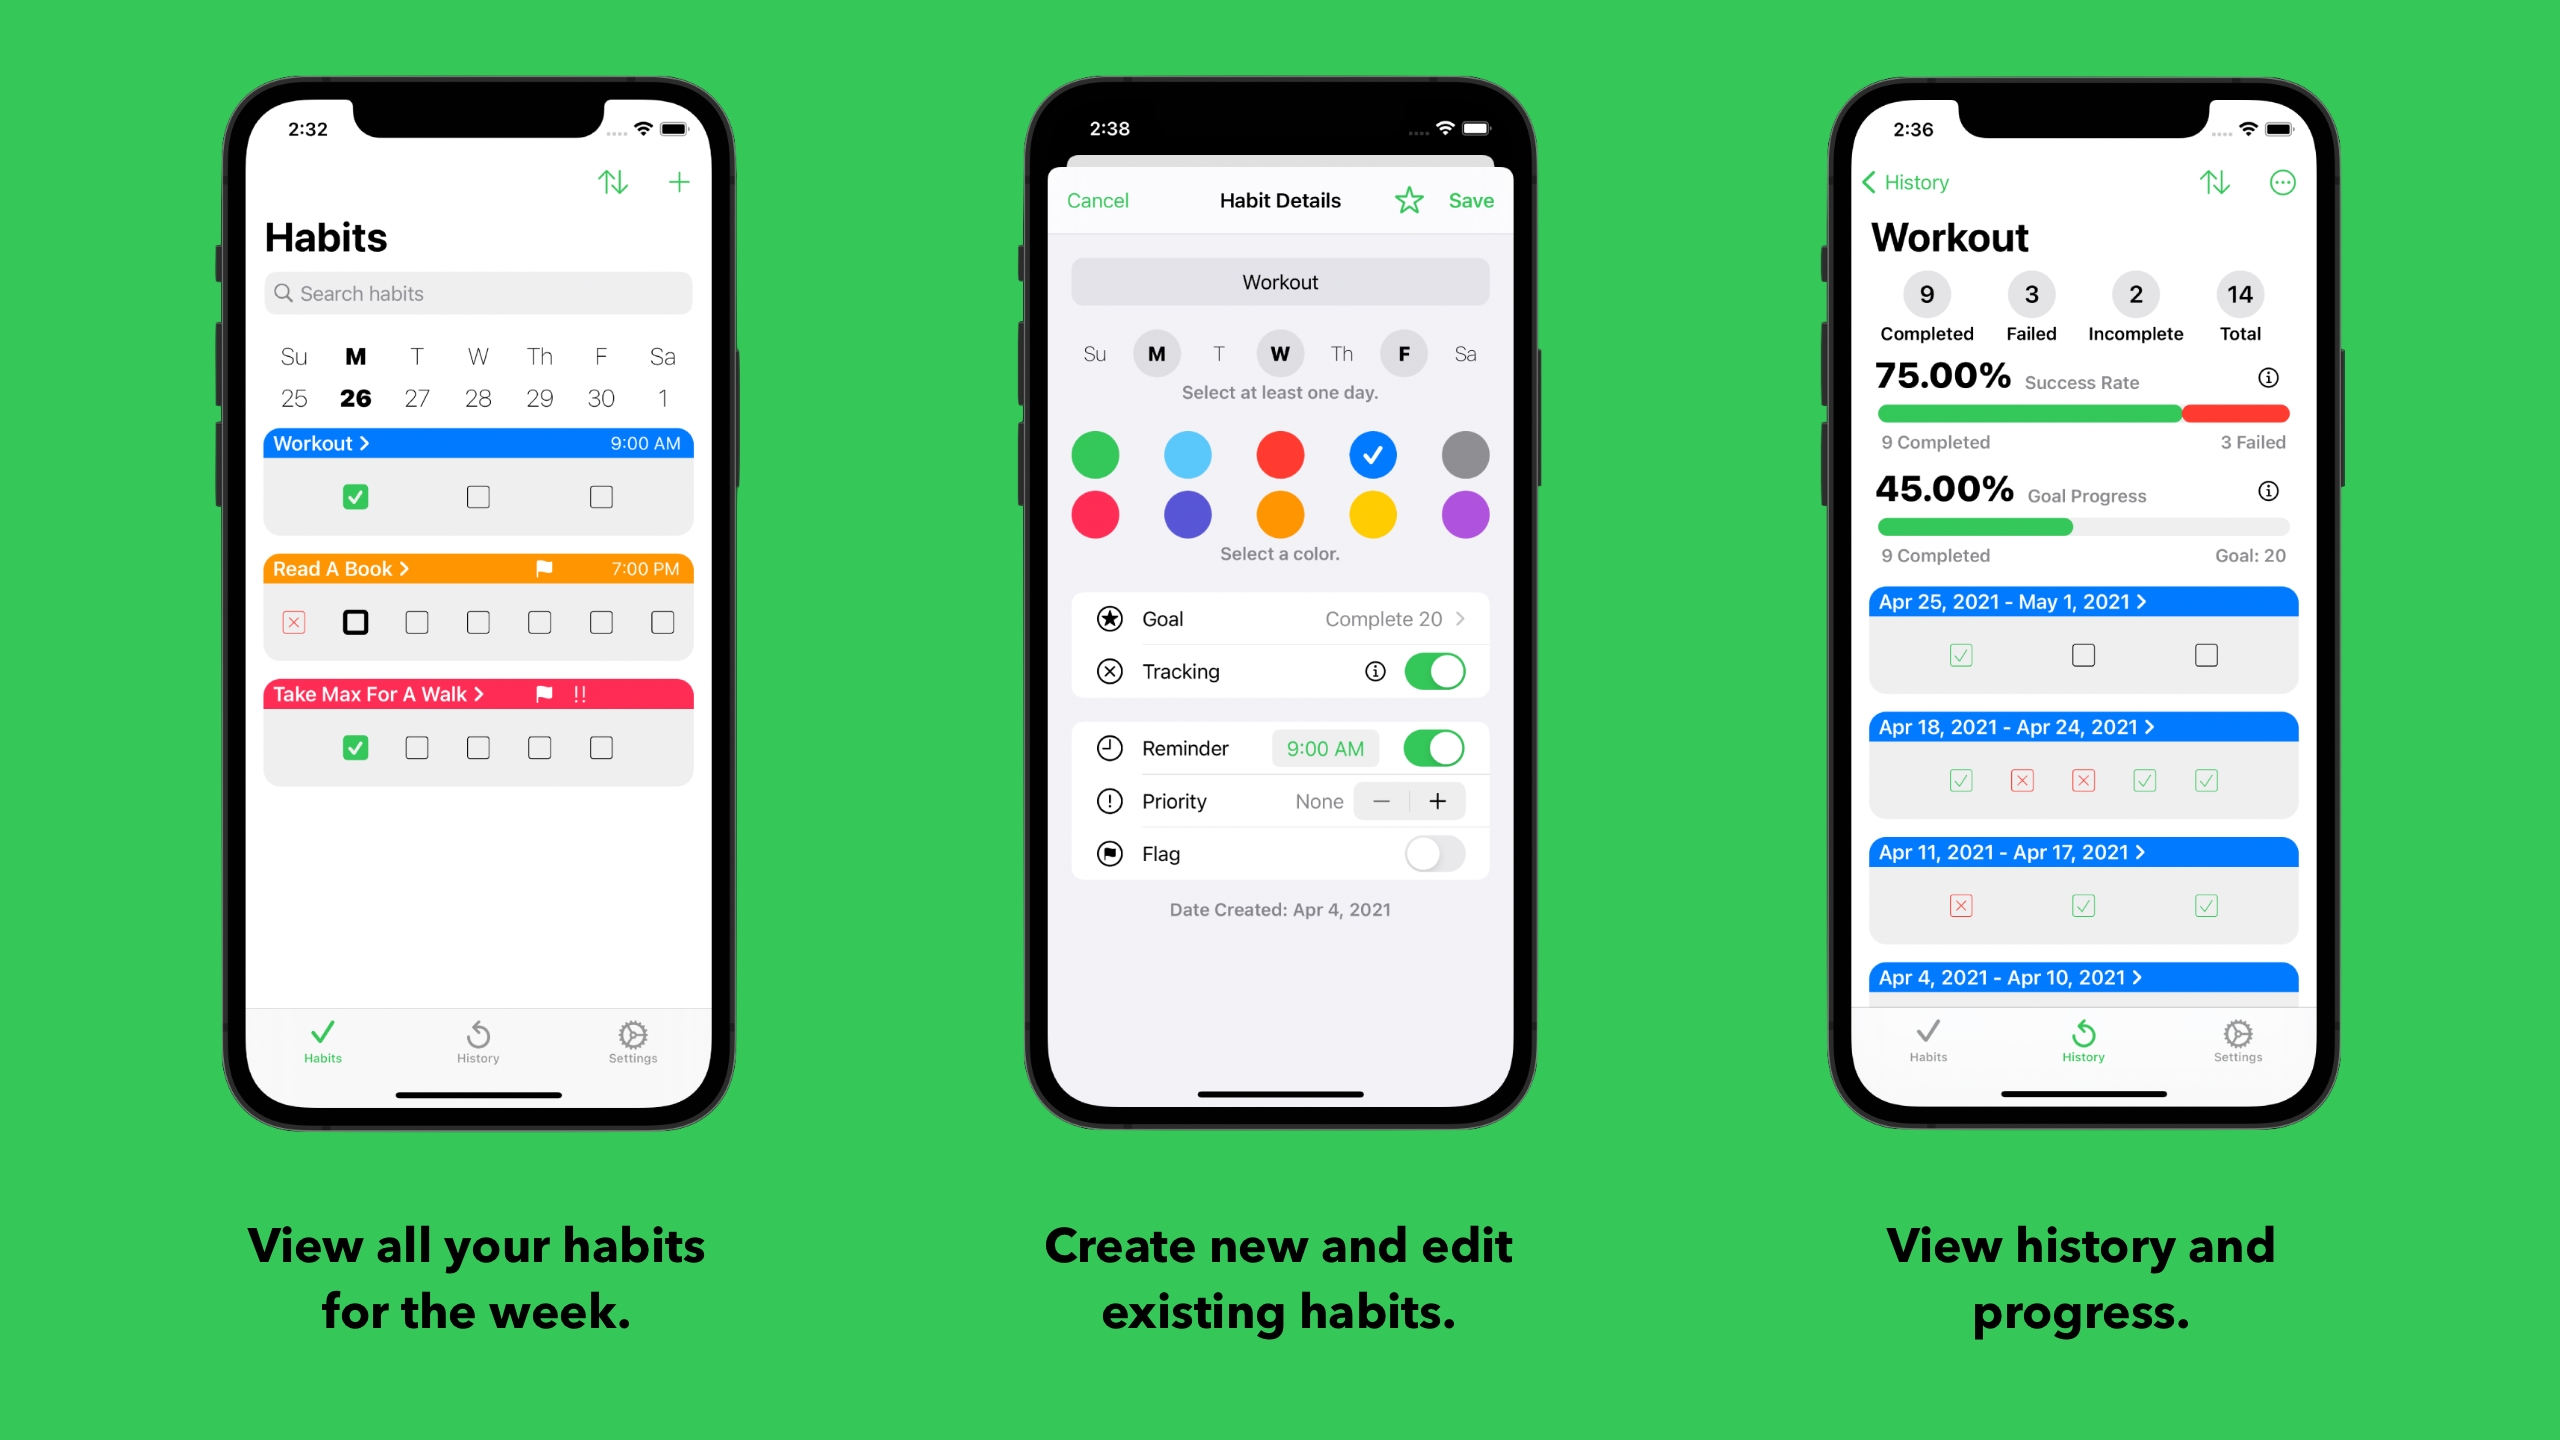 2:32
Habits
Search habits
Su M T W Th F Sa
25 26 27 28 29 30 1
Workout 9:00 AM
Read A Book 7:00 PM
Take Max For A Walk !!
Habits History Settings
View all your habits
for the week.
2:38
Cancel Habit Details Save
Workout
Su M T W Th F Sa
Select at least one day.
Select a color.
Goal Complete 20
Tracking
Reminder 9:00 AM
Priority None
Flag
Date Created: Apr 4, 2021
Create new and edit
existing habits.
2:36
History
Workout
9 3 2 14
Completed Failed Incomplete Total
75.00% Success Rate
9 Completed 3 Failed
45.00% Goal Progress
9 Completed Goal: 20
Apr 25, 2021 - May 1, 2021
Apr 18, 2021 - Apr 24, 2021
Apr 11, 2021 - Apr 17, 2021
Apr 4, 2021 - Apr 10, 2021
Habits History Settings
View history and
progress.